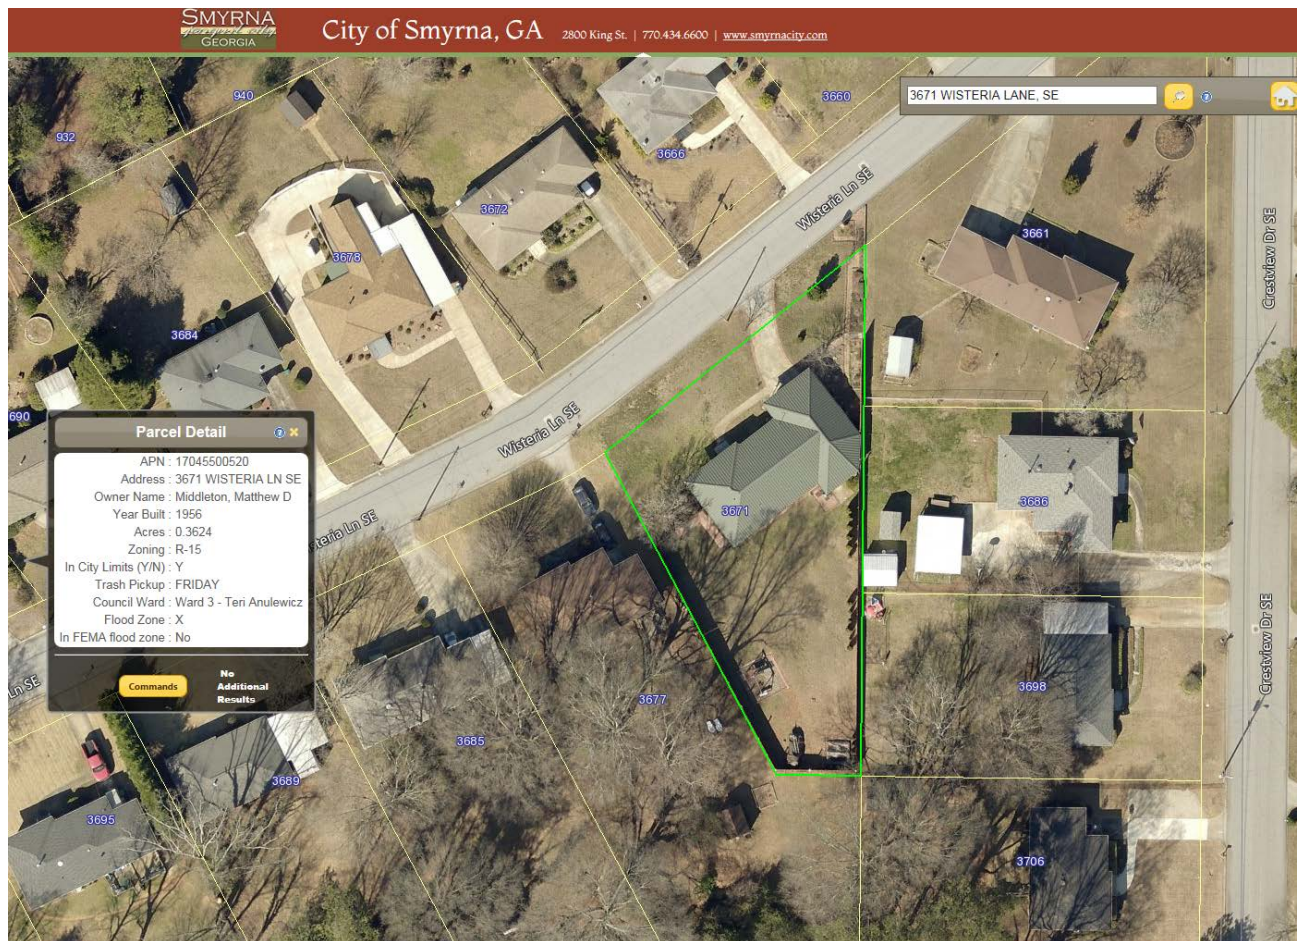 SMYRNA
GEORGIA
City of Smyrna, GA
2800 King St. | 770.434.6600 | www.smyrnacity.com
3671 WISTERIA LANE, SE
940
932
3660
3666
3672
3678
3684
690
3661
Wisteria Ln SE
Crestview Dr SE
Wisteria Ln SE
3671
3686
steria Ln SE
Parcel Detail
APN : 17045500520
Address : 3671 WISTERIA LN SE
Owner Name : Middleton, Matthew D
Year Built : 1956
Acres : 0.3624
Zoning : R-15
In City Limits (Y/N) : Y
Trash Pickup : FRIDAY
Council Ward : Ward 3 - Teri Anulewicz
Flood Zone : X
In FEMA flood zone : No
Commands
No
Additional
Results
Ln SE
Crestview Dr SE
3677
3698
3685
3689
3695
3706